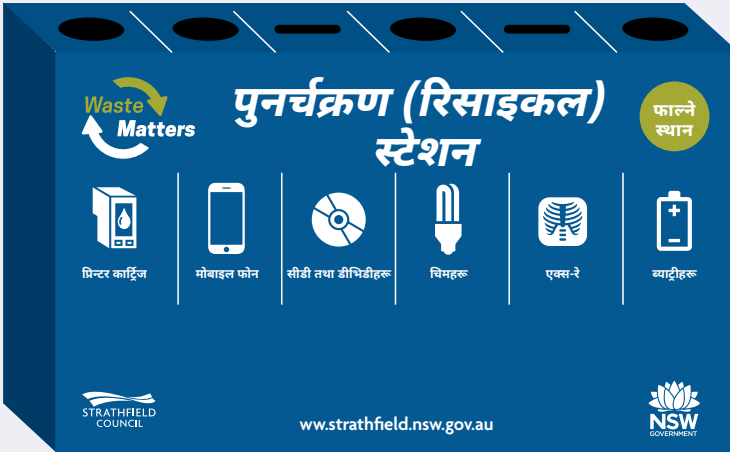 Waste
Matters
पुनर्चक्रण (रिसाइकल)
स्टेशन
फाल्ने
स्थान
प्रिन्टर कार्ट्रिज
मोबाइल फोन
सीडी तथा डीभिडीहरू
चिमहरू
एक्स-रे
ब्याट्रीहरू
STRATHFIELD
COUNCIL
ww.strathfield.nsw.gov.au
NSW
GOVERNMENT